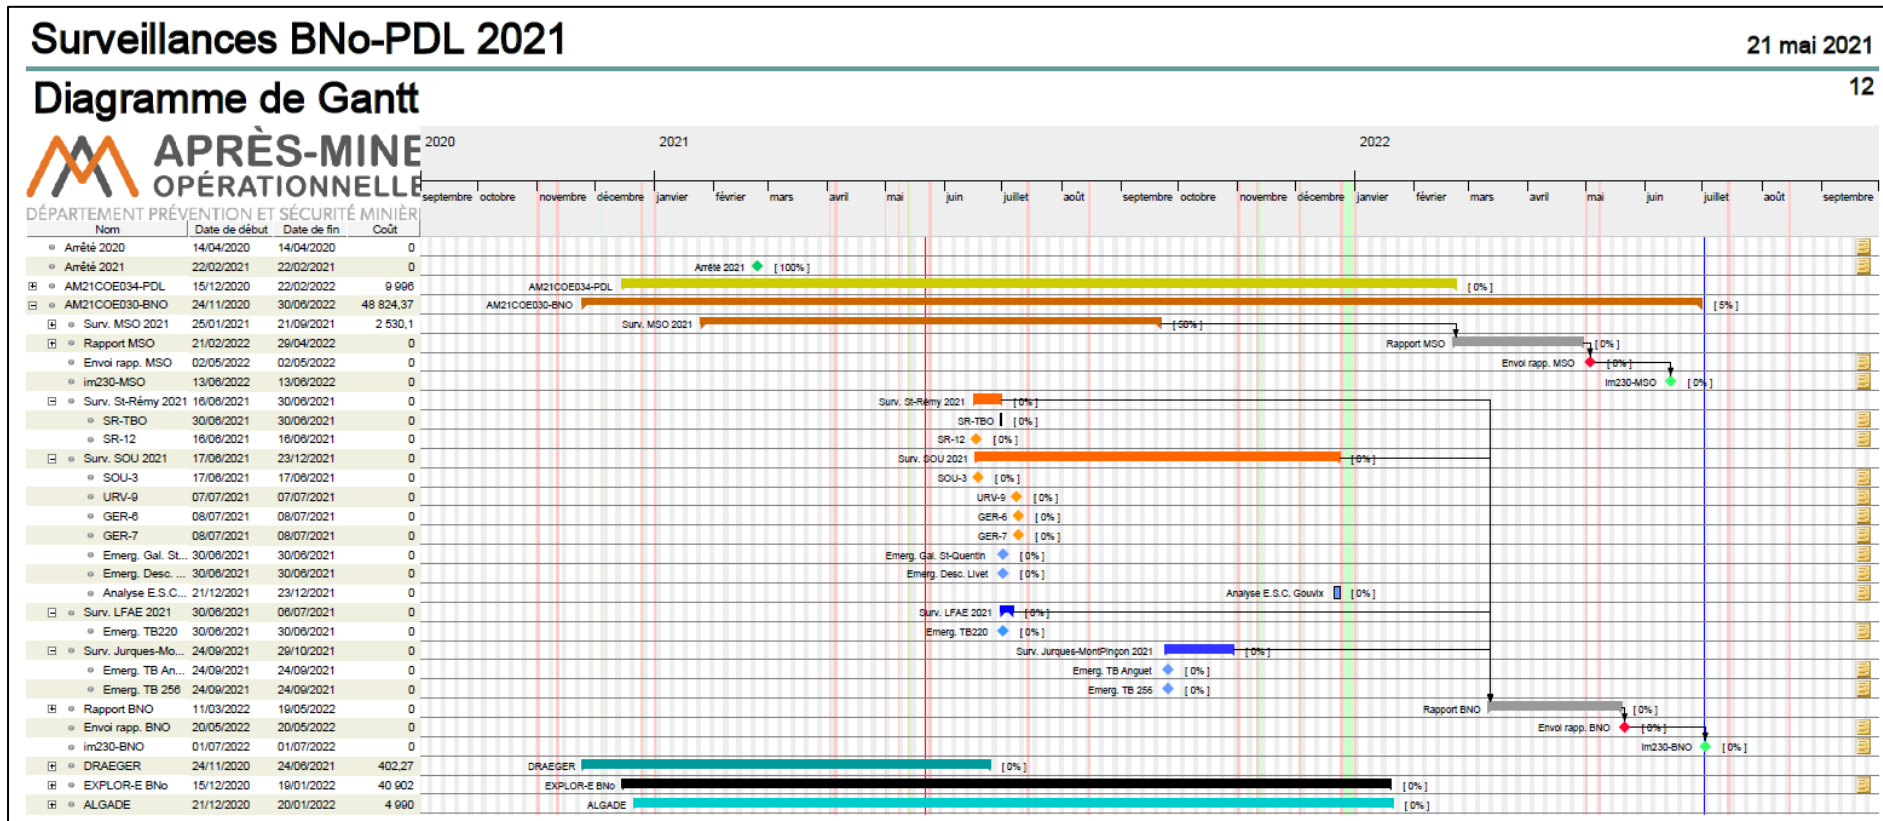 Surveillances BNo-PDL 2021
21 mai 2021
Diagramme de Gantt
12
APRÈS-MINE
OPÉRATIONNELLE
DÉPARTEMENT PRÉVENTION ET SÉCURITÉ MINIÈR
2020 2021 2022
septembre octobre novembre décembre janvier février mars avril mai juin juillet août septembre octobre novembre décembre janvier février mars avril mai juin juillet août septembre
Nom Date de début Date de fin Coût
Arrêté 2020 14/04/2020 14/04/2020 0
Arrêté 2021 22/02/2021 22/02/2021 0 Arrêté 2021 [ 100% ]
AM21COE034-PDL 15/12/2020 22/02/2022 9 996 AM21COE034-PDL [ 0% ]
AM21COE030-BNO 24/11/2020 30/06/2022 48 824,37 AM21COE030-BNO [ 5% ]
Surv. MSO 2021 25/01/2021 21/09/2021 2 530,1 Surv. MSO 2021 [ 50% ]
Rapport MSO 21/02/2022 29/04/2022 0 Rapport MSO [ 0% ]
Envoi rapp. MSO 02/05/2022 02/05/2022 0 Envoi rapp. MSO [ 0% ]
im230-MSO 13/06/2022 13/06/2022 0 im230-MSO [ 0% ]
Surv. St-Rémy 2021 16/06/2021 30/06/2021 0 Surv. St-Rémy 2021 [ 0% ]
SR-TBO 30/06/2021 30/06/2021 0 SR-TBO [ 0% ]
SR-12 16/06/2021 16/06/2021 0 SR-12 [ 0% ]
Surv. SOU 2021 17/06/2021 23/12/2021 0 Surv. SOU 2021 [ 0% ]
SOU-3 17/06/2021 17/06/2021 0 SOU-3 [ 0% ]
URV-9 07/07/2021 07/07/2021 0 URV-9 [ 0% ]
GER-6 08/07/2021 08/07/2021 0 GER-6 [ 0% ]
GER-7 08/07/2021 08/07/2021 0 GER-7 [ 0% ]
Emerg. Gal. St... 30/06/2021 30/06/2021 0 Emerg. Gal. St-Quentin [ 0% ]
Emerg. Desc. ... 30/06/2021 30/06/2021 0 Emerg. Desc. Livet [ 0% ]
Analyse E.S.C... 21/12/2021 23/12/2021 0 Analyse E.S.C. Gouvix [ 0% ]
Surv. LFAE 2021 30/06/2021 06/07/2021 0 Surv. LFAE 2021 [ 0% ]
Emerg. TB220 30/06/2021 30/06/2021 0 Emerg. TB220 [ 0% ]
Surv. Jurques-Mo... 24/09/2021 29/10/2021 0 Surv. Jurques-MontPinçon 2021 [ 0% ]
Emerg. TB An... 24/09/2021 24/09/2021 0 Emerg. TB Anguet [ 0% ]
Emerg. TB 256 24/09/2021 24/09/2021 0 Emerg. TB 256 [ 0% ]
Rapport BNO 11/03/2022 19/05/2022 0 Rapport BNO [ 0% ]
Envoi rapp. BNO 20/05/2022 20/05/2022 0 Envoi rapp. BNO [ 0% ]
im230-BNO 01/07/2022 01/07/2022 0 im230-BNO [ 0% ]
DRAEGER 24/11/2020 24/06/2021 402,27 DRAEGER [ 0% ]
EXPLOR-E BNo 15/12/2020 19/01/2022 40 902 EXPLOR-E BNo [ 0% ]
ALGADE 21/12/2020 20/01/2022 4 990 ALGADE [ 0% ]